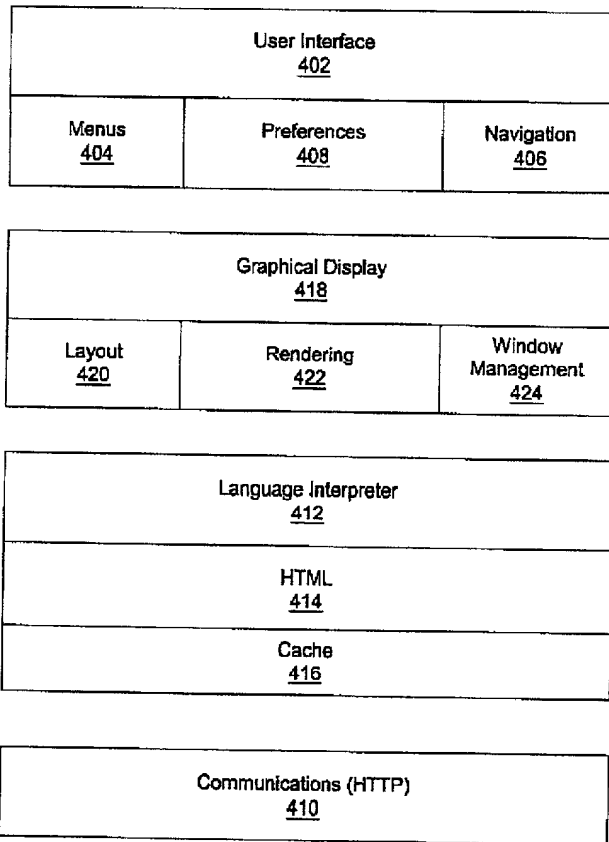 User Interface
402
Menus
404
Preferences
408
Navigation
406
Graphical Display
418
Layout
420
Rendering
422
Window
Management
424
Language Interpreter
412
HTML
414
Cache
416
Communications (HTTP)
410